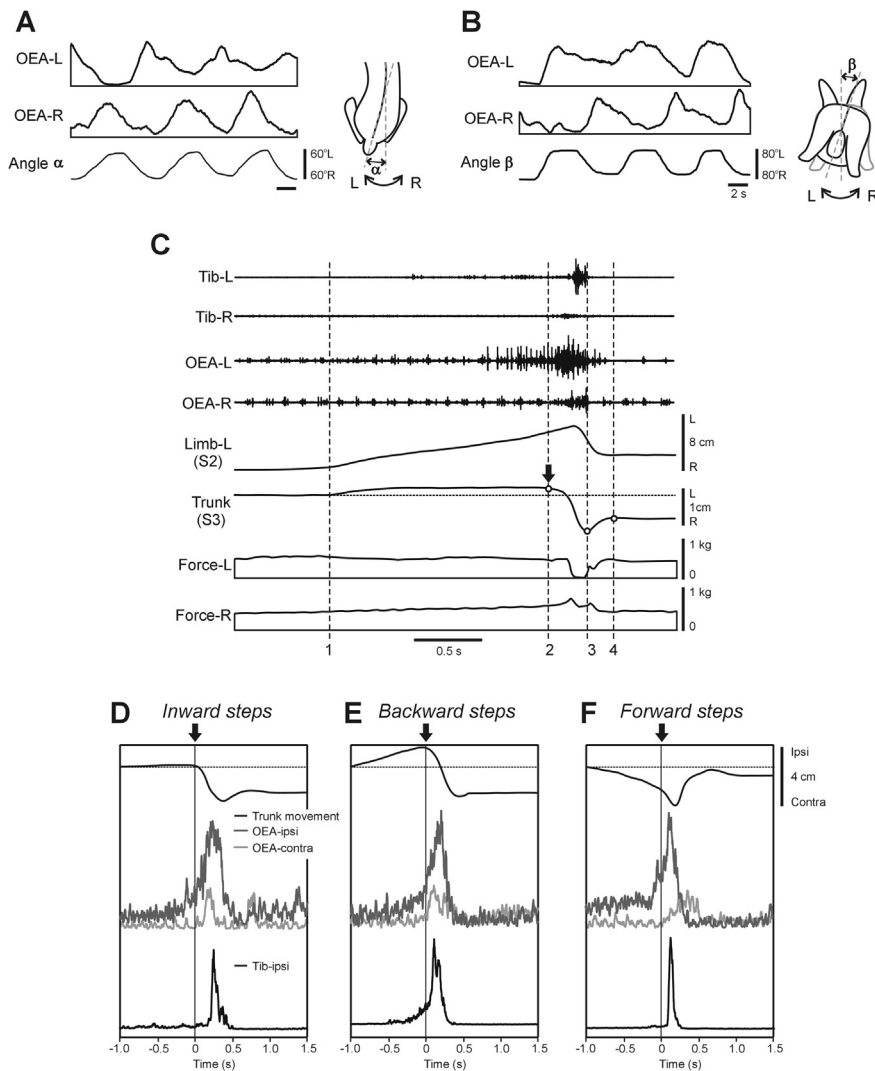 A
OEA-L
OEA-R
Angle α
60°L
60°R
α
L R
B
OEA-L
OEA-R
Angle β
80°L
80°R
2 s
β
L R
C
Tib-L
Tib-R
OEA-L
OEA-R
Limb-L
(S2)
L
8 cm
R
Trunk
(S3)
L
1cm
R
Force-L
1 kg
0
Force-R
1 kg
0
0.5 s
1 2 3 4
D Inward steps
E Backward steps
F Forward steps
Ipsi
4 cm
Contra
Trunk movement
OEA-ipsi
OEA-contra
Tib-ipsi
-1.0 -0.5 0 0.5 1.0 1.5
Time (s)
-1.0 -0.5 0 0.5 1.0 1.5
Time (s)
-1.0 -0.5 0 0.5 1.0 1.5
Time (s)